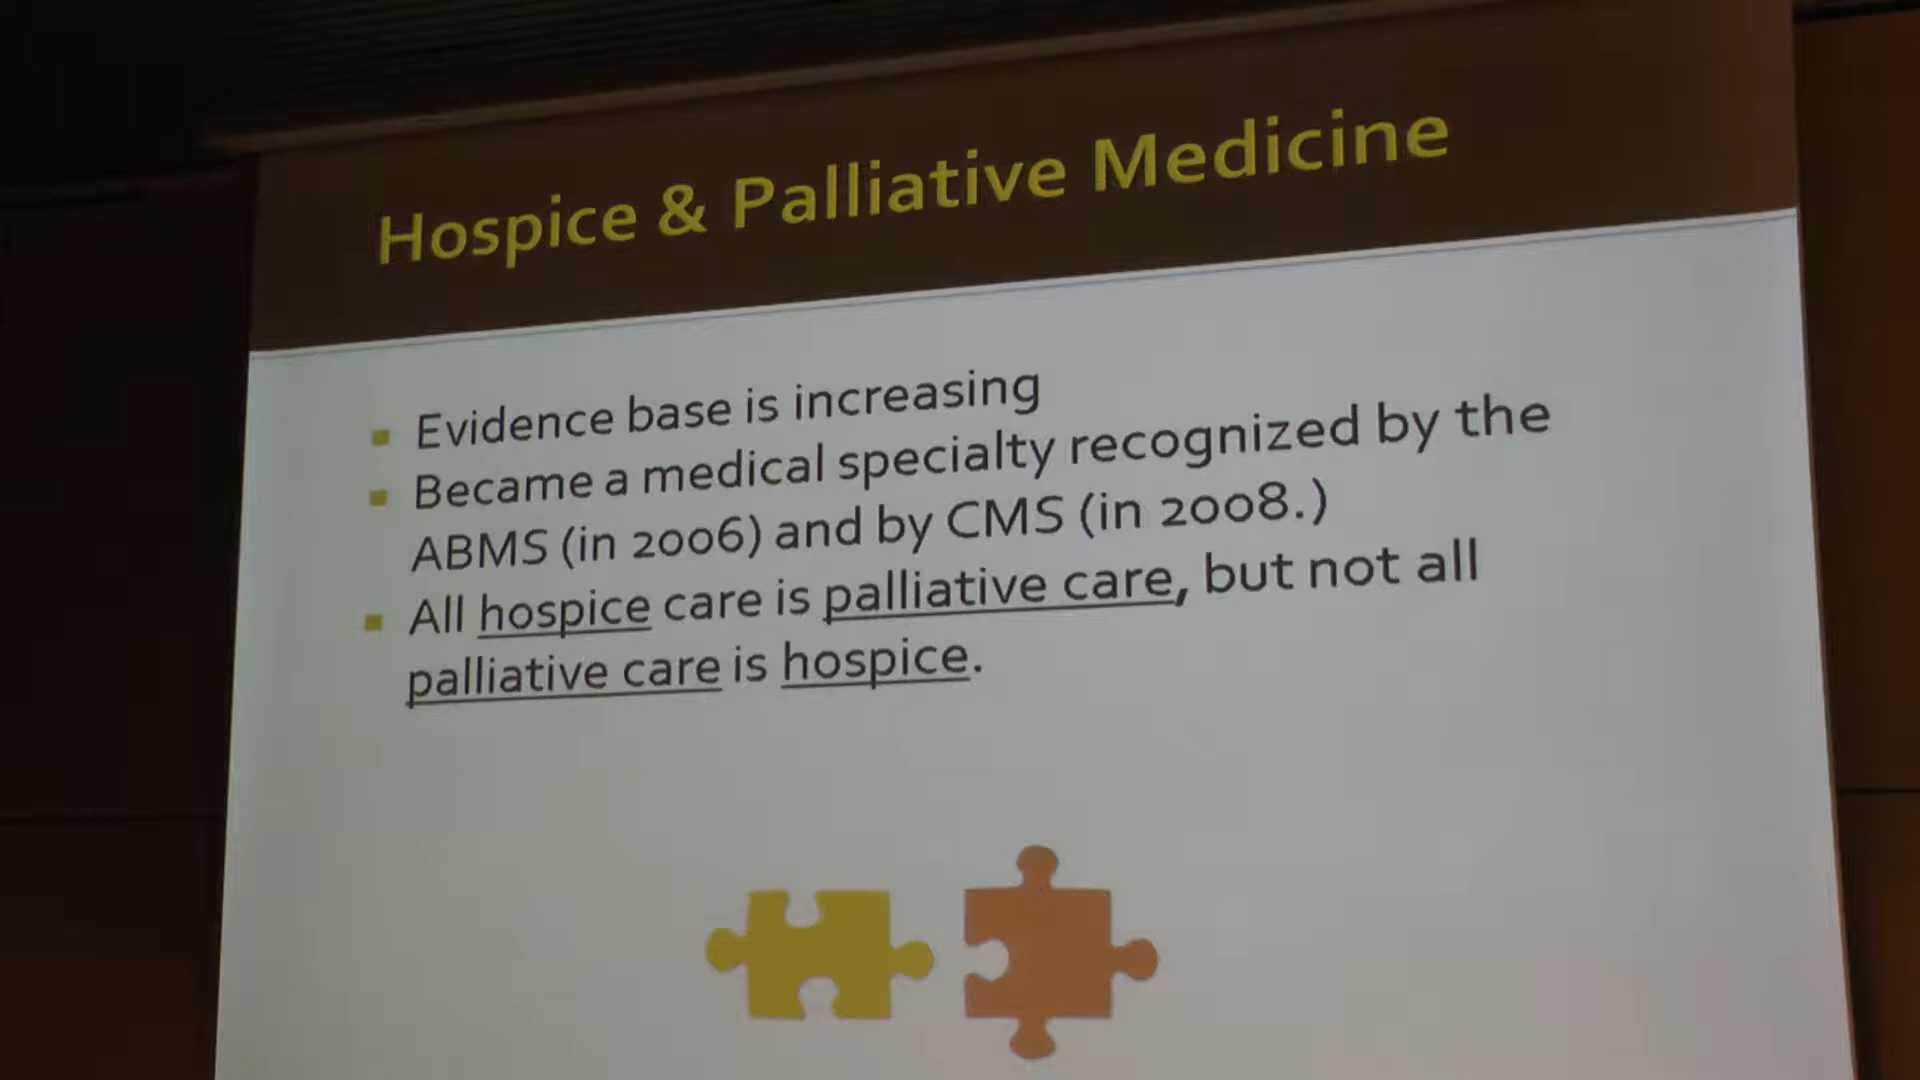 Hospice & Palliative Medicine
Evidence base is increasing
Became a medical specialty recognized by the
ABMS (in 2006) and by CMS (in 2008.)
All hospice care is palliative care, but not all
palliative care is hospice.